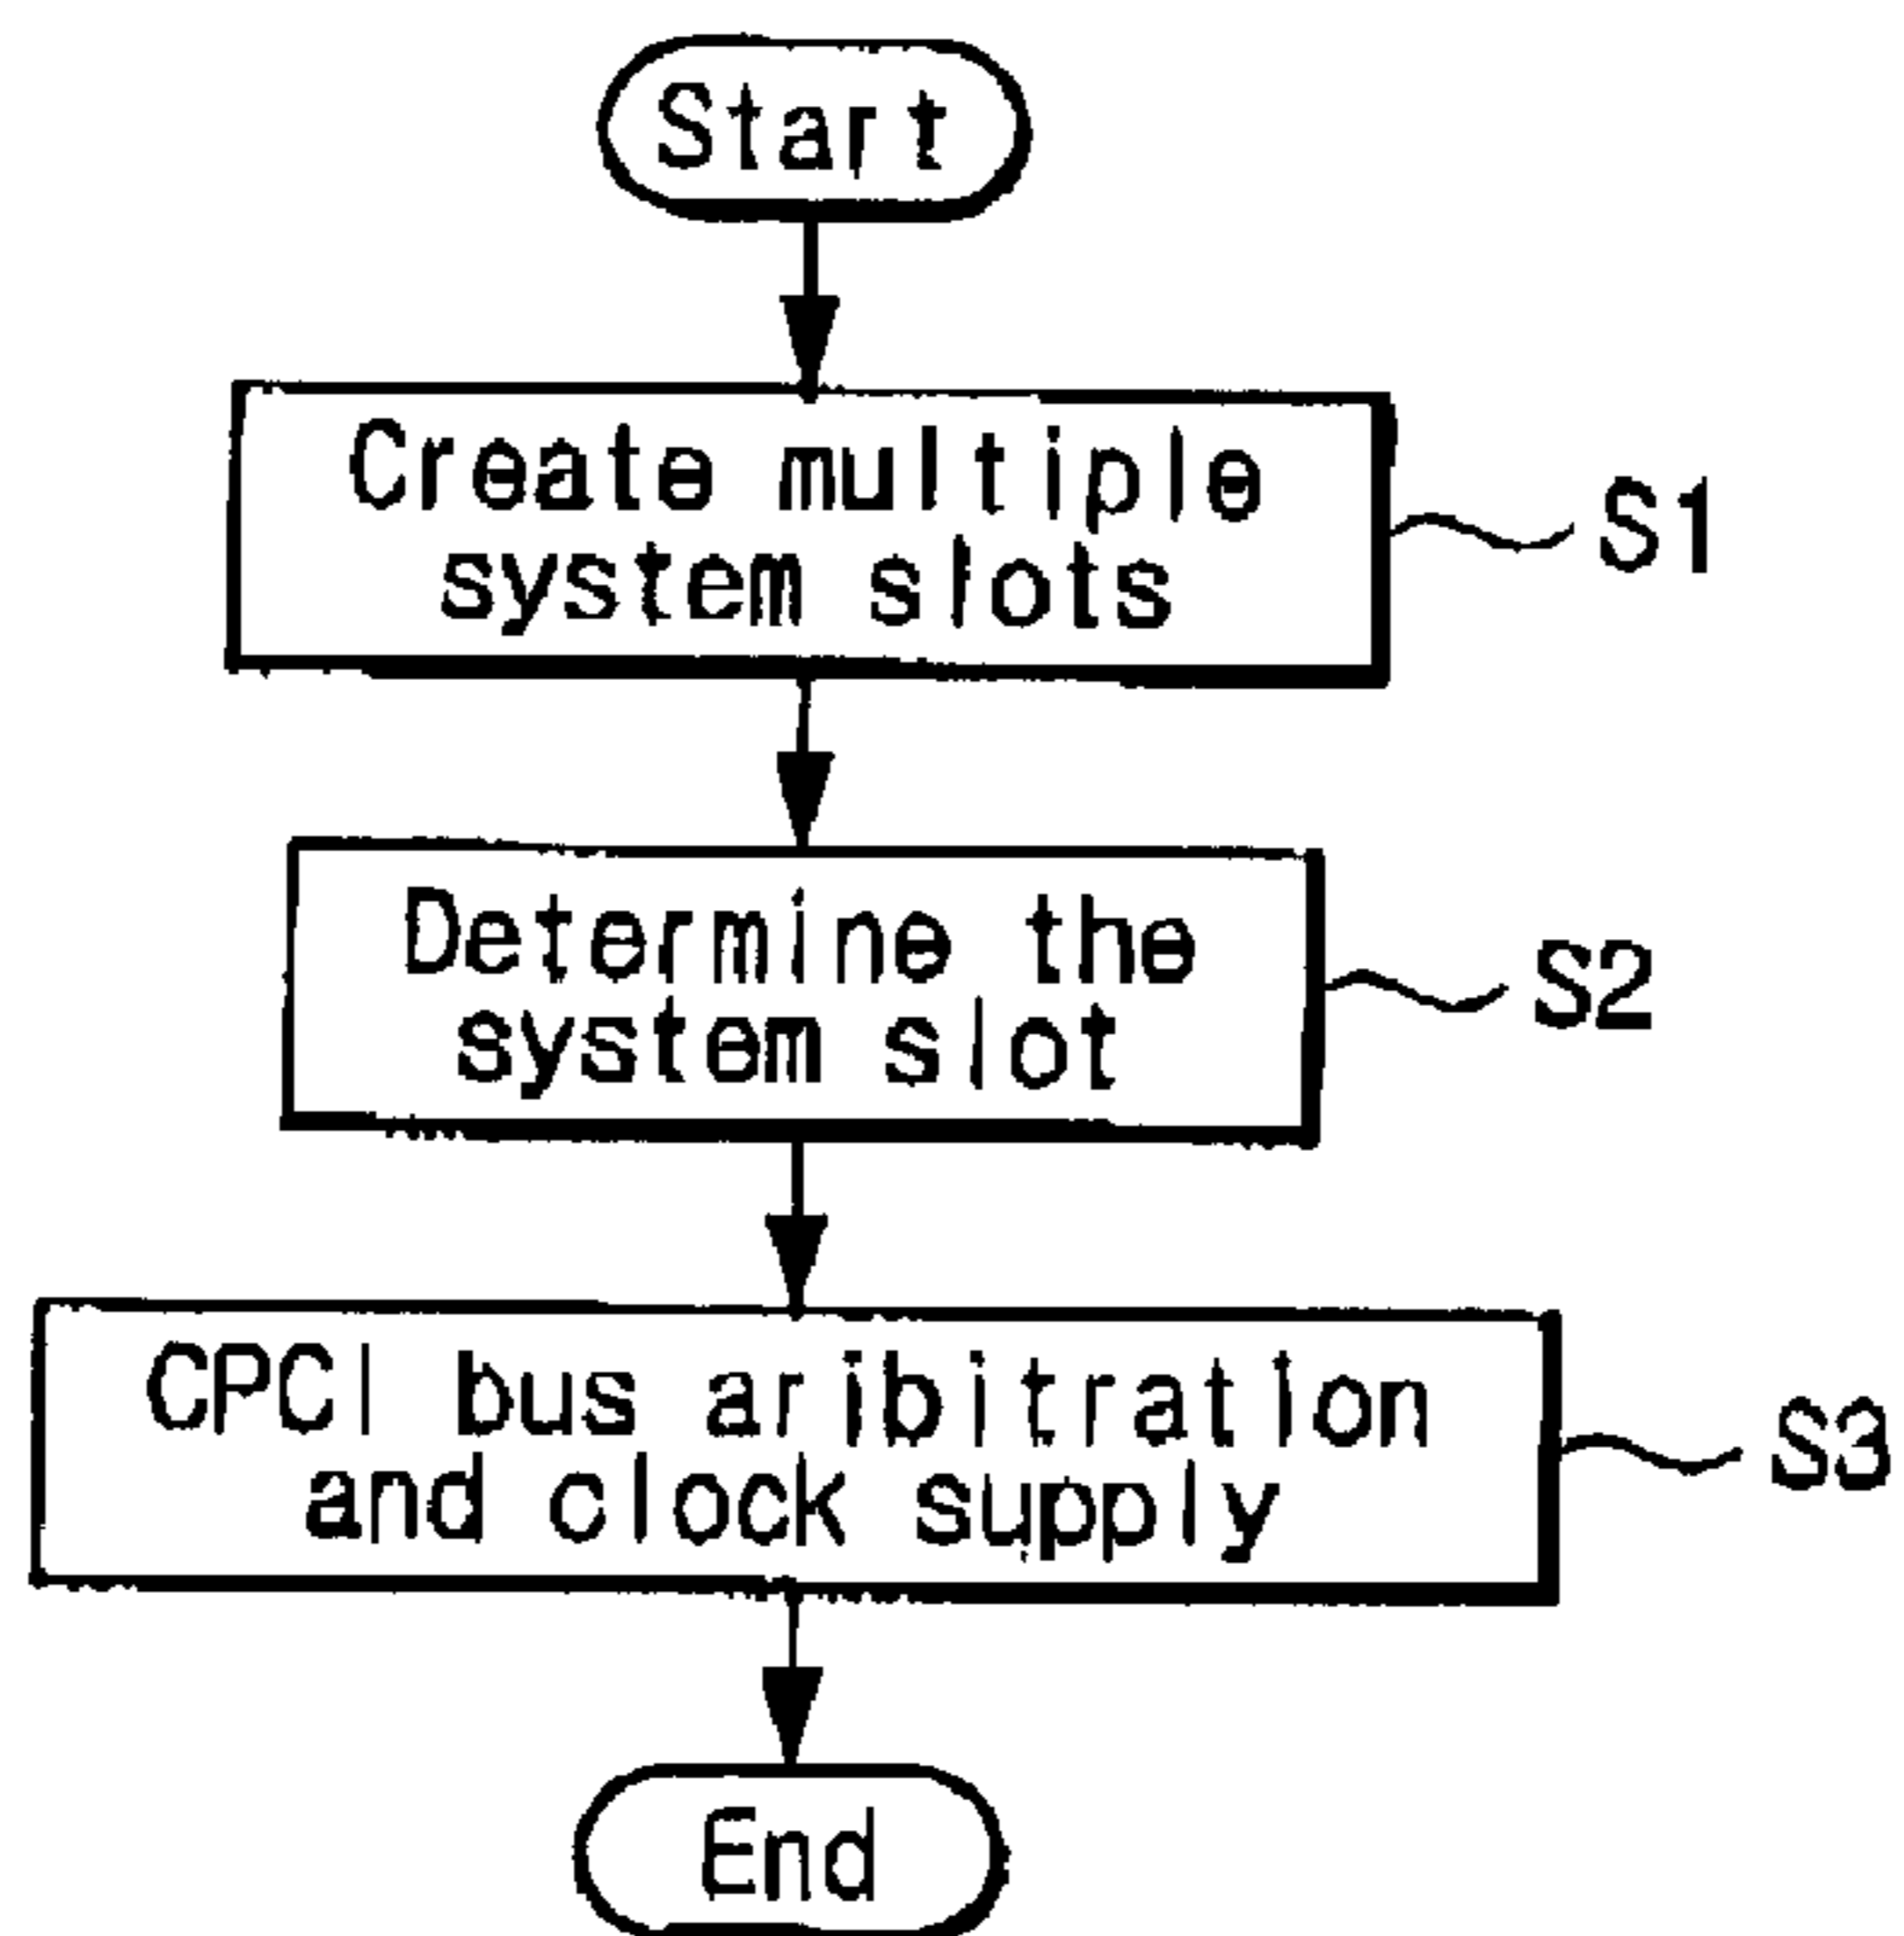 Start
Create multiple
system slots
S1
Determine the
system slot
S2
CPCI bus aribitration
and clock supply
S3
End